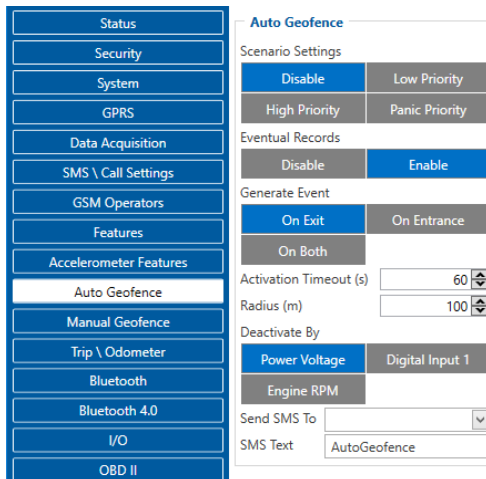 Status
Security
System
GPRS
Data Acquisition
SMS \ Call Settings
GSM Operators
Features
Accelerometer Features
Auto Geofence
Manual Geofence
Trip \ Odometer
Bluetooth
Bluetooth 4.0
I/O
OBD II
Auto Geofence
Scenario Settings
Disable Low Priority
High Priority Panic Priority
Eventual Records
Disable Enable
Generate Event
On Exit On Entrance
On Both
Activation Timeout (s) 60
Radius (m) 100
Deactivate By
Power Voltage Digital Input 1
Engine RPM
Send SMS To
SMS Text AutoGeofence